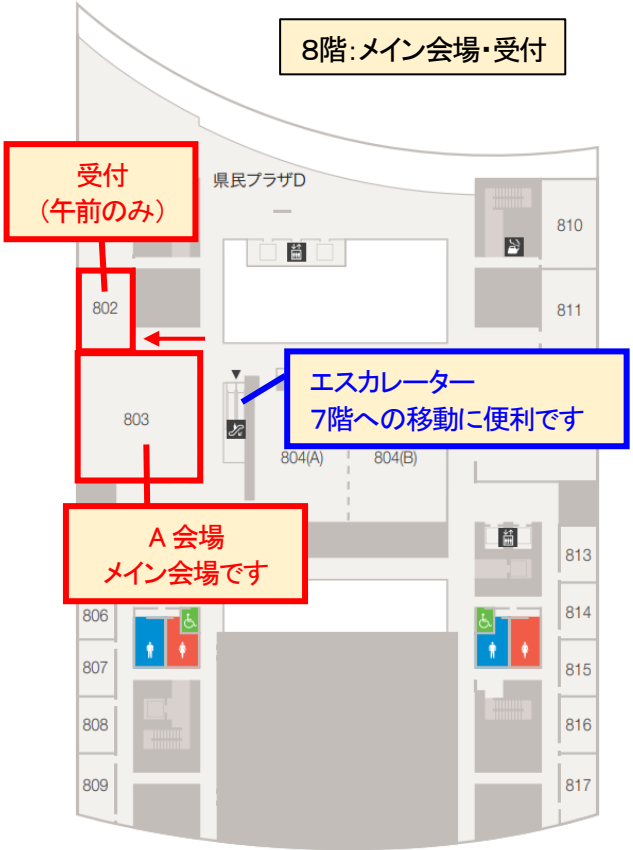 8階:メイン会場・受付
受付
（午前のみ）
県民プラザD
810
802
811
エスカレーター
7階への移動に便利です
803
804(A)
804(B)
A 会場
メイン会場です
813
806
814
807
815
808
816
809
817